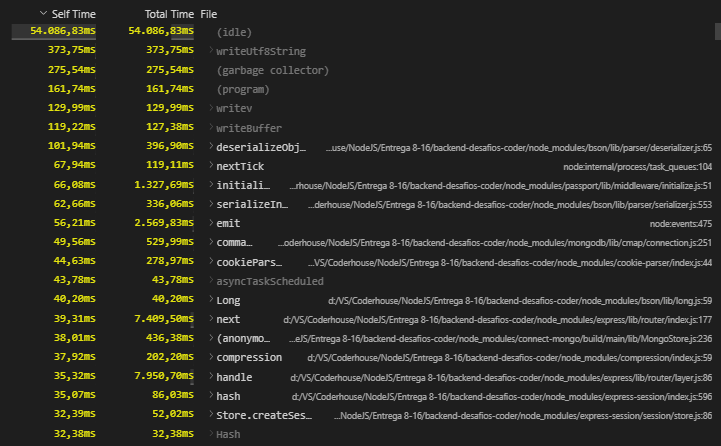 Self Time Total Time File
54.086,83ms 54.086,83ms (idle)
373,75ms 373,75ms writeUtf8String
275,54ms 275,54ms (garbage collector)
161,74ms 161,74ms (program)
129,99ms 129,99ms writev
119,22ms 127,38ms writeBuffer
101,94ms 396,90ms deserializeObj… …use/NodeJS/Entrega 8-16/backend-desafios-coder/node_modules/bson/lib/parser/deserializer.js:65
67,94ms 119,11ms nextTick node:internal/process/task_queues:104
66,08ms 1.327,69ms initiali… …rhouse/NodeJS/Entrega 8-16/backend-desafios-coder/node_modules/passport/lib/middleware/initialize.js:51
62,66ms 336,06ms serializeIn… …derhouse/NodeJS/Entrega 8-16/backend-desafios-coder/node_modules/bson/lib/parser/serializer.js:553
56,21ms 2.569,83ms emit node:events:475
49,56ms 529,99ms comma… …oderhouse/NodeJS/Entrega 8-16/backend-desafios-coder/node_modules/mongodb/lib/cmap/connection.js:251
44,63ms 278,97ms cookiePars… …VS/Coderhouse/NodeJS/Entrega 8-16/backend-desafios-coder/node_modules/cookie-parser/index.js:44
43,78ms 43,78ms asyncTaskScheduled
40,20ms 40,20ms Long d:/VS/Coderhouse/NodeJS/Entrega 8-16/backend-desafios-coder/node_modules/bson/lib/long.js:59
39,31ms 7.409,50ms next d:/VS/Coderhouse/NodeJS/Entrega 8-16/backend-desafios-coder/node_modules/express/lib/router/index.js:177
38,01ms 436,38ms (anonymo… …eJS/Entrega 8-16/backend-desafios-coder/node_modules/connect-mongo/build/main/lib/MongoStore.js:236
37,92ms 202,20ms compression d:/VS/Coderhouse/NodeJS/Entrega 8-16/backend-desafios-coder/node_modules/compression/index.js:59
35,32ms 7.950,70ms handle d:/VS/Coderhouse/NodeJS/Entrega 8-16/backend-desafios-coder/node_modules/express/lib/router/layer.js:86
35,07ms 86,03ms hash d:/VS/Coderhouse/NodeJS/Entrega 8-16/backend-desafios-coder/node_modules/express-session/index.js:596
32,39ms 52,02ms Store.createSes… …NodeJS/Entrega 8-16/backend-desafios-coder/node_modules/express-session/session/store.js:86
32,38ms 32,38ms Hash